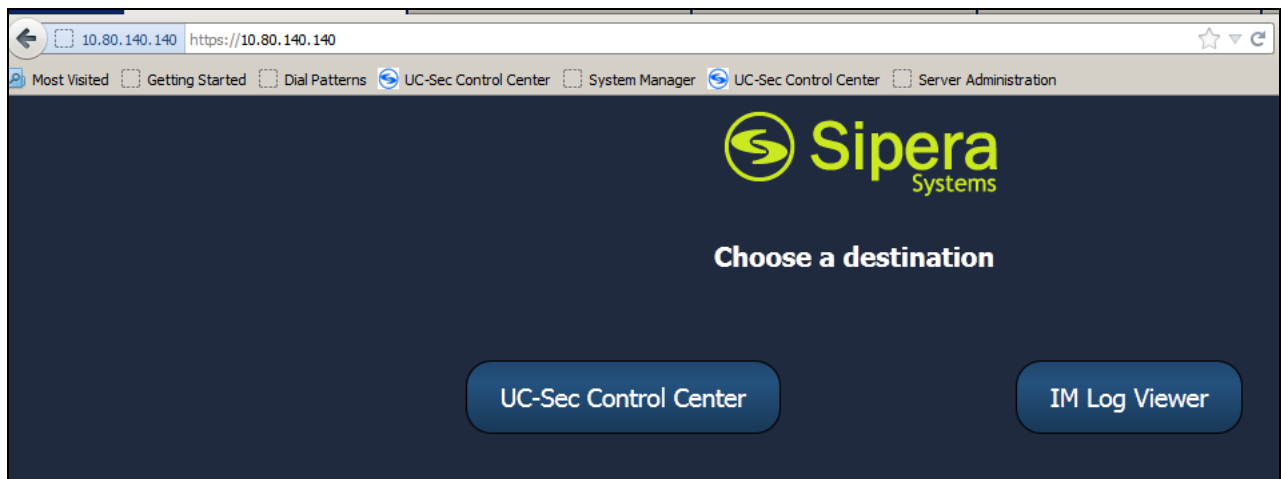 10.80.140.140 https://10.80.140.140
Most Visited Getting Started Dial Patterns UC-Sec Control Center System Manager UC-Sec Control Center Server Administration
Sipera
Systems
Choose a destination
UC-Sec Control Center IM Log Viewer